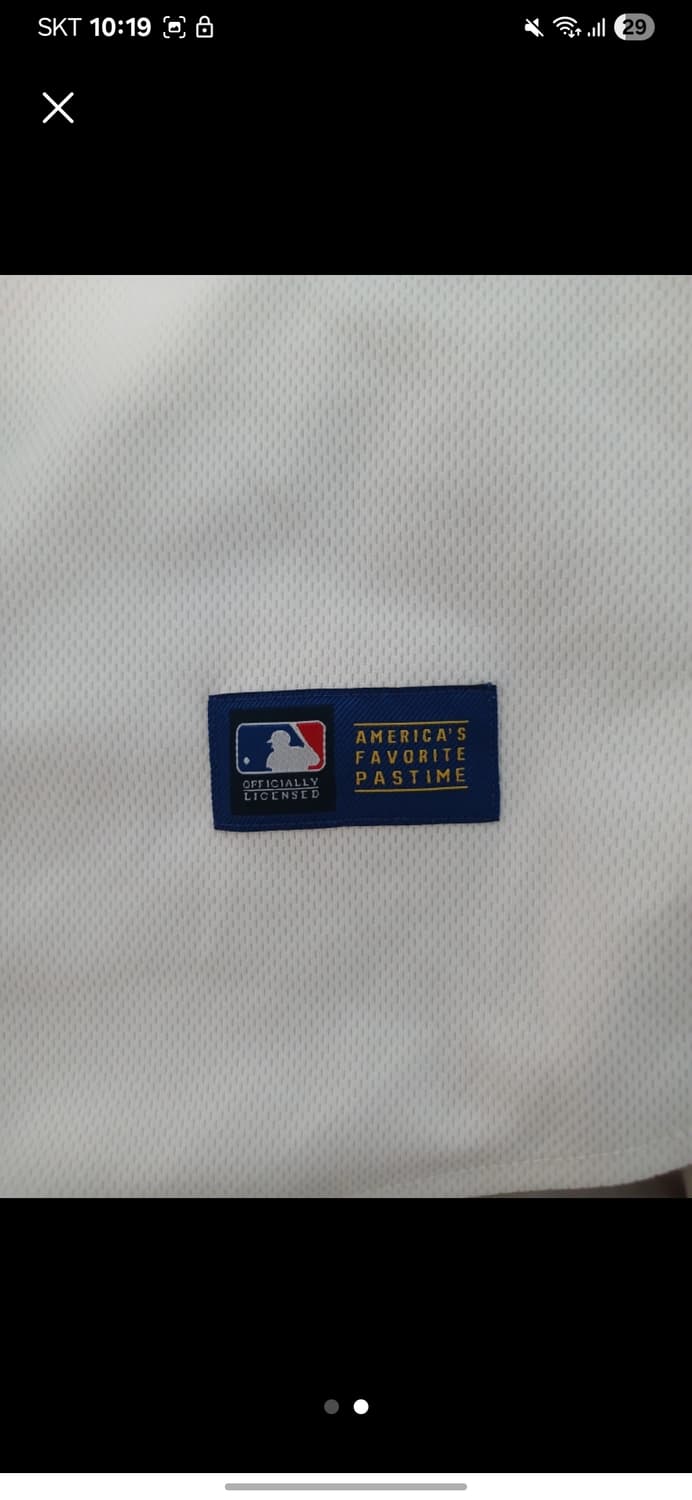 SKT 10:19
29
OFFICIALLY
LICENSED
AMERICA'S
FAVORITE
PASTIME